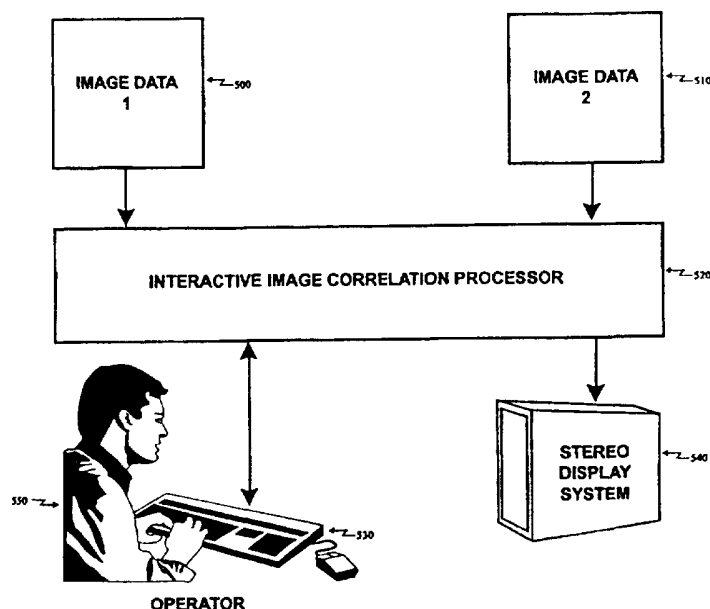 IMAGE DATA
1
500
IMAGE DATA
2
510
INTERACTIVE IMAGE CORRELATION PROCESSOR
520
STEREO
DISPLAY
SYSTEM
540
550
530
OPERATOR